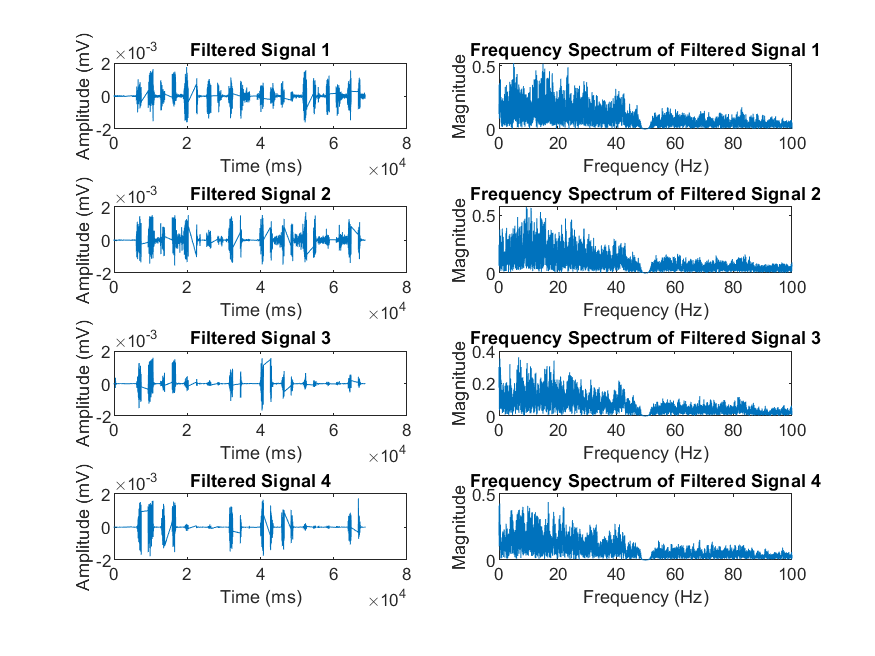 Filtered Signal 1
×10-3
Amplitude (mV)
2
0
-2
0 2 4 6 8
Time (ms)
×104
Frequency Spectrum of Filtered Signal 1
Magnitude
0.5
0
0 20 40 60 80 100
Frequency (Hz)
Filtered Signal 2
×10-3
Amplitude (mV)
2
0
-2
0 2 4 6 8
Time (ms)
×104
Frequency Spectrum of Filtered Signal 2
Magnitude
0.5
0
0 20 40 60 80 100
Frequency (Hz)
Filtered Signal 3
×10-3
Amplitude (mV)
2
0
-2
0 2 4 6 8
Time (ms)
×104
Frequency Spectrum of Filtered Signal 3
Magnitude
0.4
0.2
0
0 20 40 60 80 100
Frequency (Hz)
Filtered Signal 4
×10-3
Amplitude (mV)
2
0
-2
0 2 4 6 8
Time (ms)
×104
Frequency Spectrum of Filtered Signal 4
Magnitude
0.5
0
0 20 40 60 80 100
Frequency (Hz)